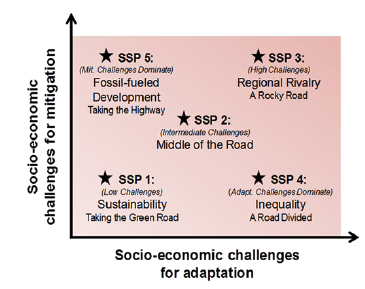 Socio-economic
challenges for mitigation
★ SSP 5:
(Mit. Challenges Dominate)
Fossil-fueled
Development
Taking the Highway
★ SSP 3:
(High Challenges)
Regional Rivalry
A Rocky Road
★ SSP 2:
(Intermediate Challenges)
Middle of the Road
★ SSP 1:
(Low Challenges)
Sustainability
Taking the Green Road
★ SSP 4:
(Adapt. Challenges Dominate)
Inequality
A Road Divided
Socio-economic challenges
for adaptation